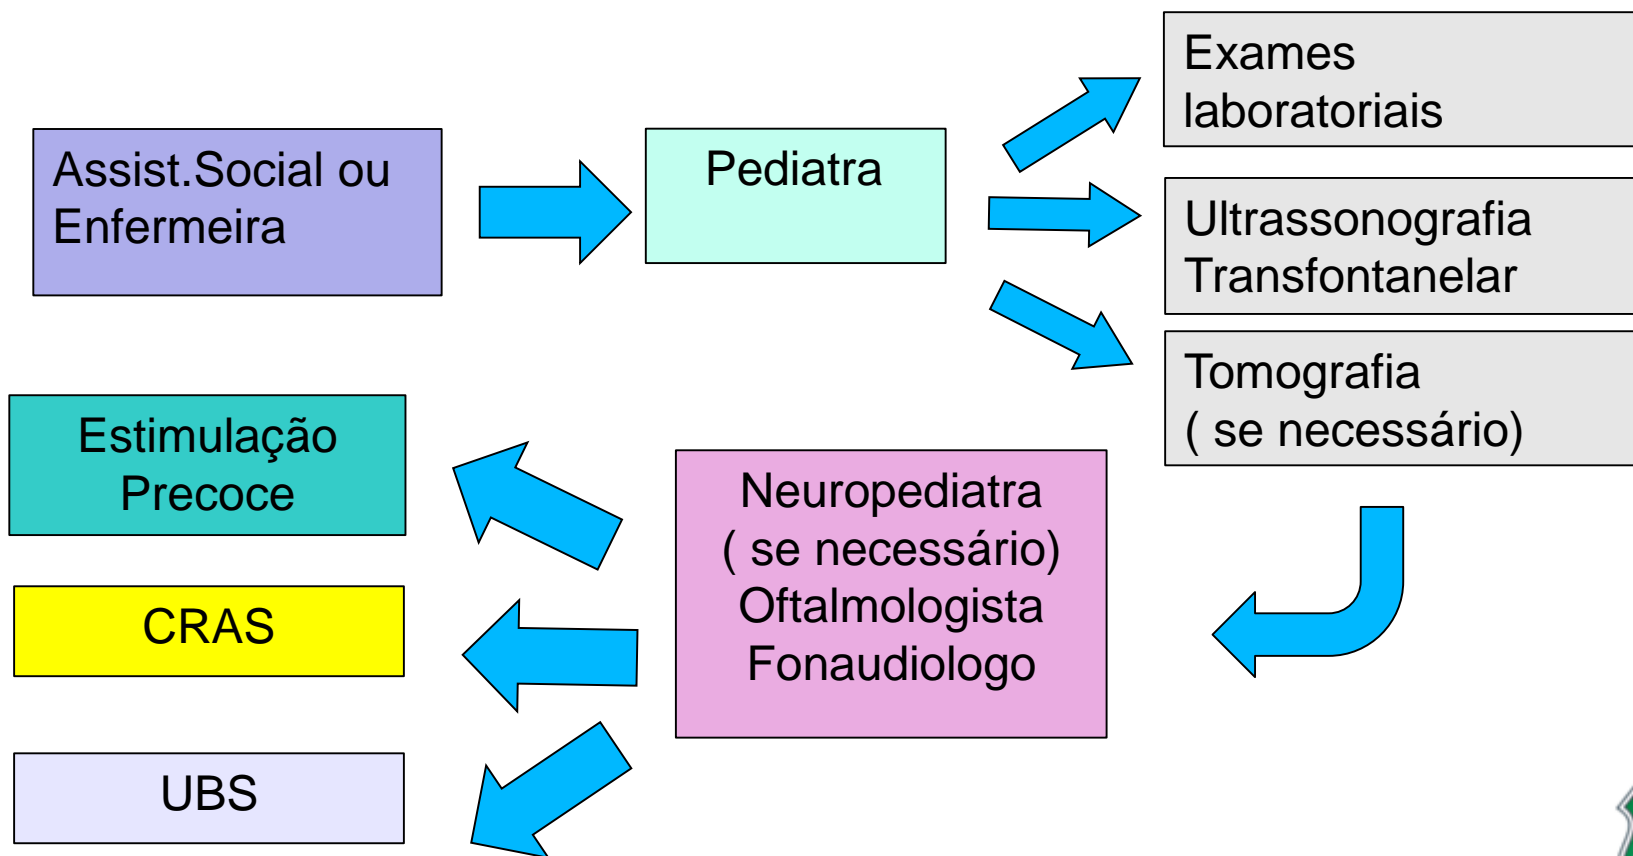 Assist.Social ou
Enfermeira
Pediatra
Exames
laboratoriais
Ultrassonografia
Transfontanelar
Tomografia
( se necessário)
Neuropediatra
( se necessário)
Oftalmologista
Fonaudiologo
Estimulação
Precoce
CRAS
UBS